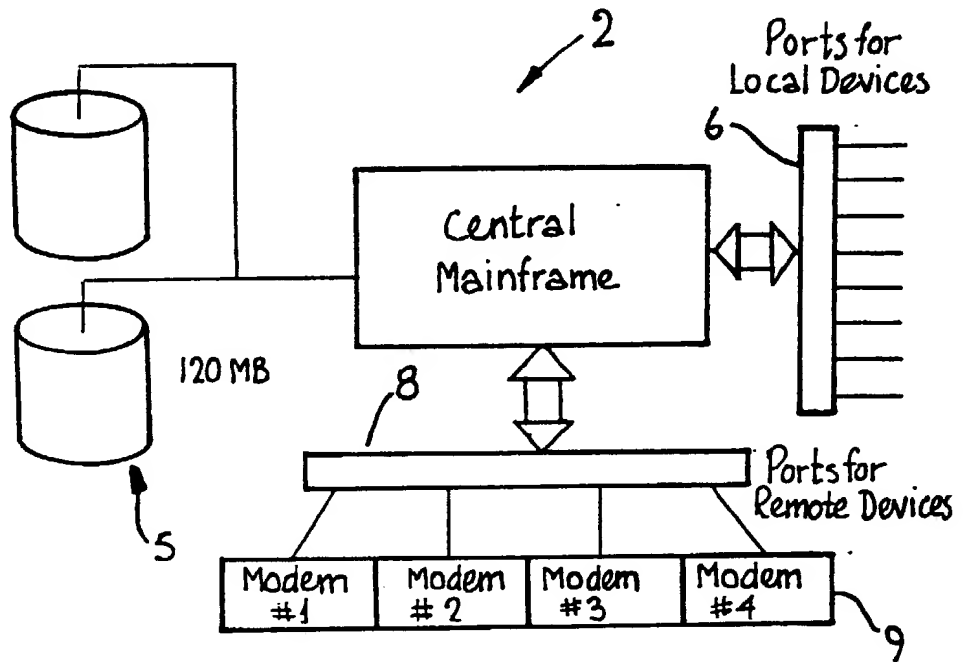 2
Ports for
Local Devices
6
Central
Mainframe
120 MB
8
Ports for
Remote Devices
5
Modem
#1
Modem
#2
Modem
#3
Modem
#4
9